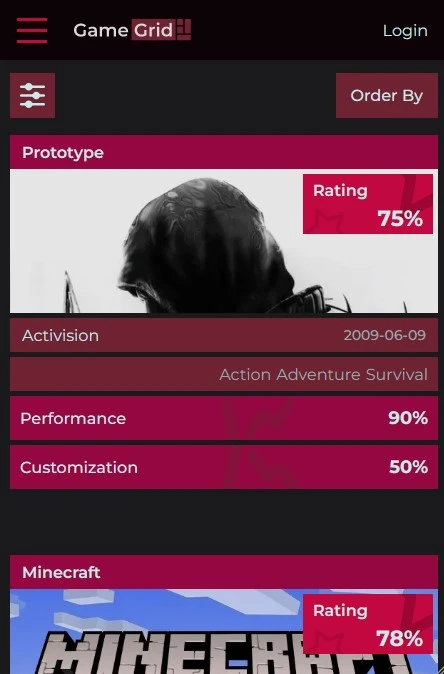 Game Grid
Login
Order By
Prototype
Rating
75%
Activision 2009-06-09
Action Adventure Survival
Performance 90%
Customization 50%
Minecraft
Rating
78%
MINECRAFT